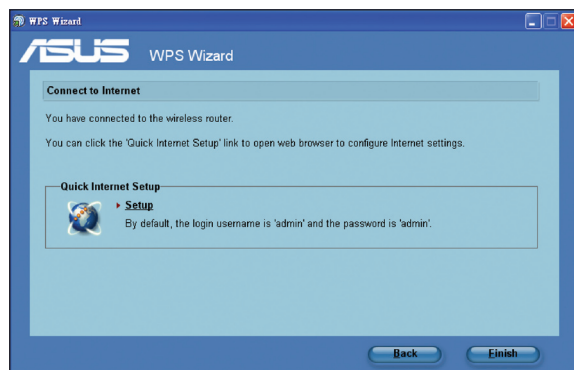 WPS Wizard
ASUS WPS Wizard
Connect to Internet
You have connected to the wireless router.
You can click the 'Quick Internet Setup' link to open web browser to configure Internet settings.
Quick Internet Setup
Setup
By default, the login username is 'admin' and the password is 'admin'.
Back Finish